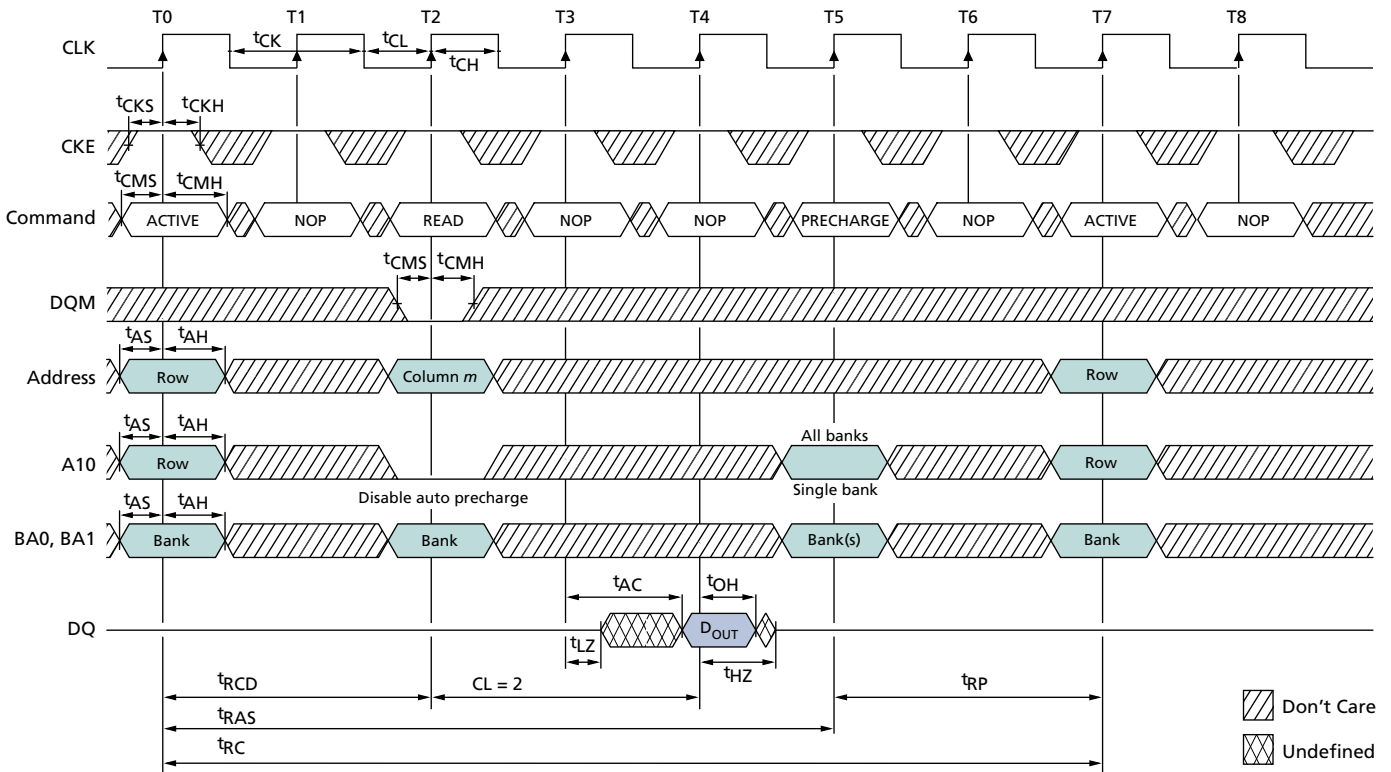 T0 T1 T2 T3 T4 T5 T6 T7 T8
CLK
tCK tCL
tCH
tCKS tCKH
CKE
tCMS tCMH
Command ACTIVE NOP READ NOP NOP PRECHARGE NOP ACTIVE NOP
tCMS tCMH
DQM
tAS tAH
Address Row Column m Row
tAS tAH All banks
A10 Row Row
Disable auto precharge Single bank
tAS tAH
BA0, BA1 Bank Bank Bank(s) Bank
tAC tOH
DQ DOUT
tLZ tHZ
tRCD CL = 2 tRP
tRAS
tRC
Don't Care
Undefined